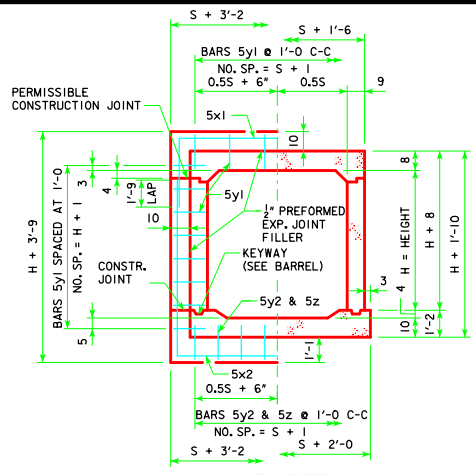 S + 3'-2
S + 1'-6
BARS 5y1 @ 1'-0 C-C
NO. SP. = S + 1
0.5S + 6"
0.5S
9
PERMISSIBLE
CONSTRUCTION JOINT
5x1
10
8
3
4
1'-9
LAP
5y1
10
1/2" PREFORMED
EXP. JOINT
FILLER
KEYWAY
(SEE BARREL)
CONSTR.
JOINT
H + 3'-9
BARS 5y1 SPACED AT 1'-0
NO. SP. = H + 1
H = HEIGHT
H + 8
H + 1'-10
3
4
5y2 & 5z
10
1'-2
5
1'-1
5x2
0.5S + 6"
BARS 5y2 & 5z @ 1'-0 C-C
NO. SP. = S + 1
S + 3'-2
S + 2'-0